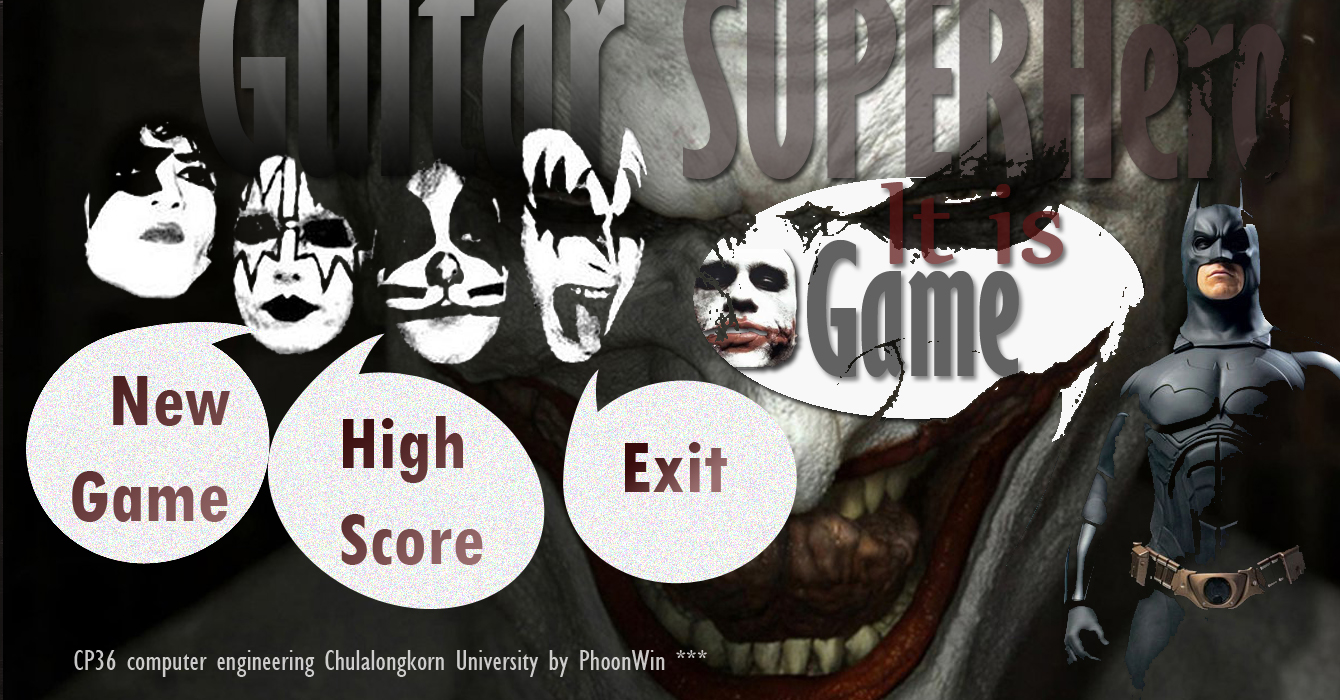 Guitar SUPERHero
It is
Game
New
Game
High
Score
Exit
CP36 computer engineering Chulalongkorn University by PhoonWin ***